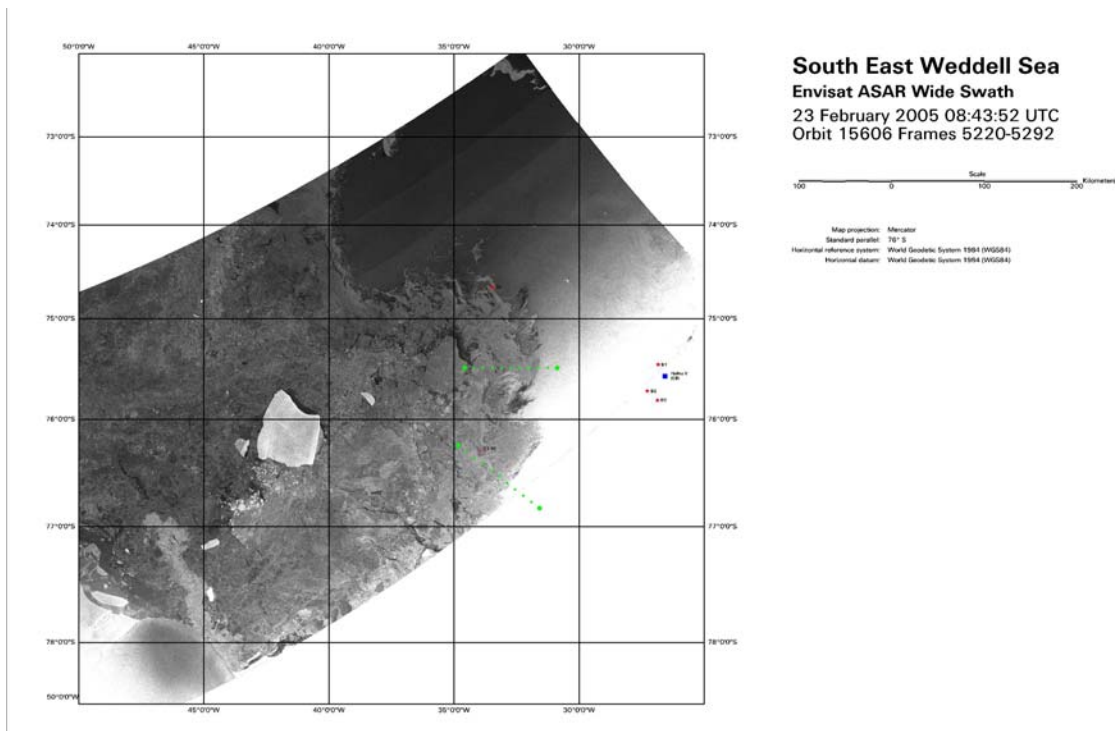 50°0'0"W 45°0'0"W 40°0'0"W 35°0'0"W 30°0'0"W
South East Weddell Sea
Envisat ASAR Wide Swath
23 February 2005 08:43:52 UTC
Orbit 15606 Frames 5220-5292
73°0'0"S 73°0'0"S
Scale
100 0 100 200 Kilometers
74°0'0"S 74°0'0"S
Map projection: Mercator
Standard parallel: 76° S
Horizontal reference system: World Geodetic System 1984 (WGS84)
Horizontal datum: World Geodetic System 1984 (WGS84)
75°0'0"S 75°0'0"S
76°0'0"S 76°0'0"S
77°0'0"S 77°0'0"S
78°0'0"S 78°0'0"S
50°0'0"W
45°0'0"W 40°0'0"W 35°0'0"W 30°0'0"W